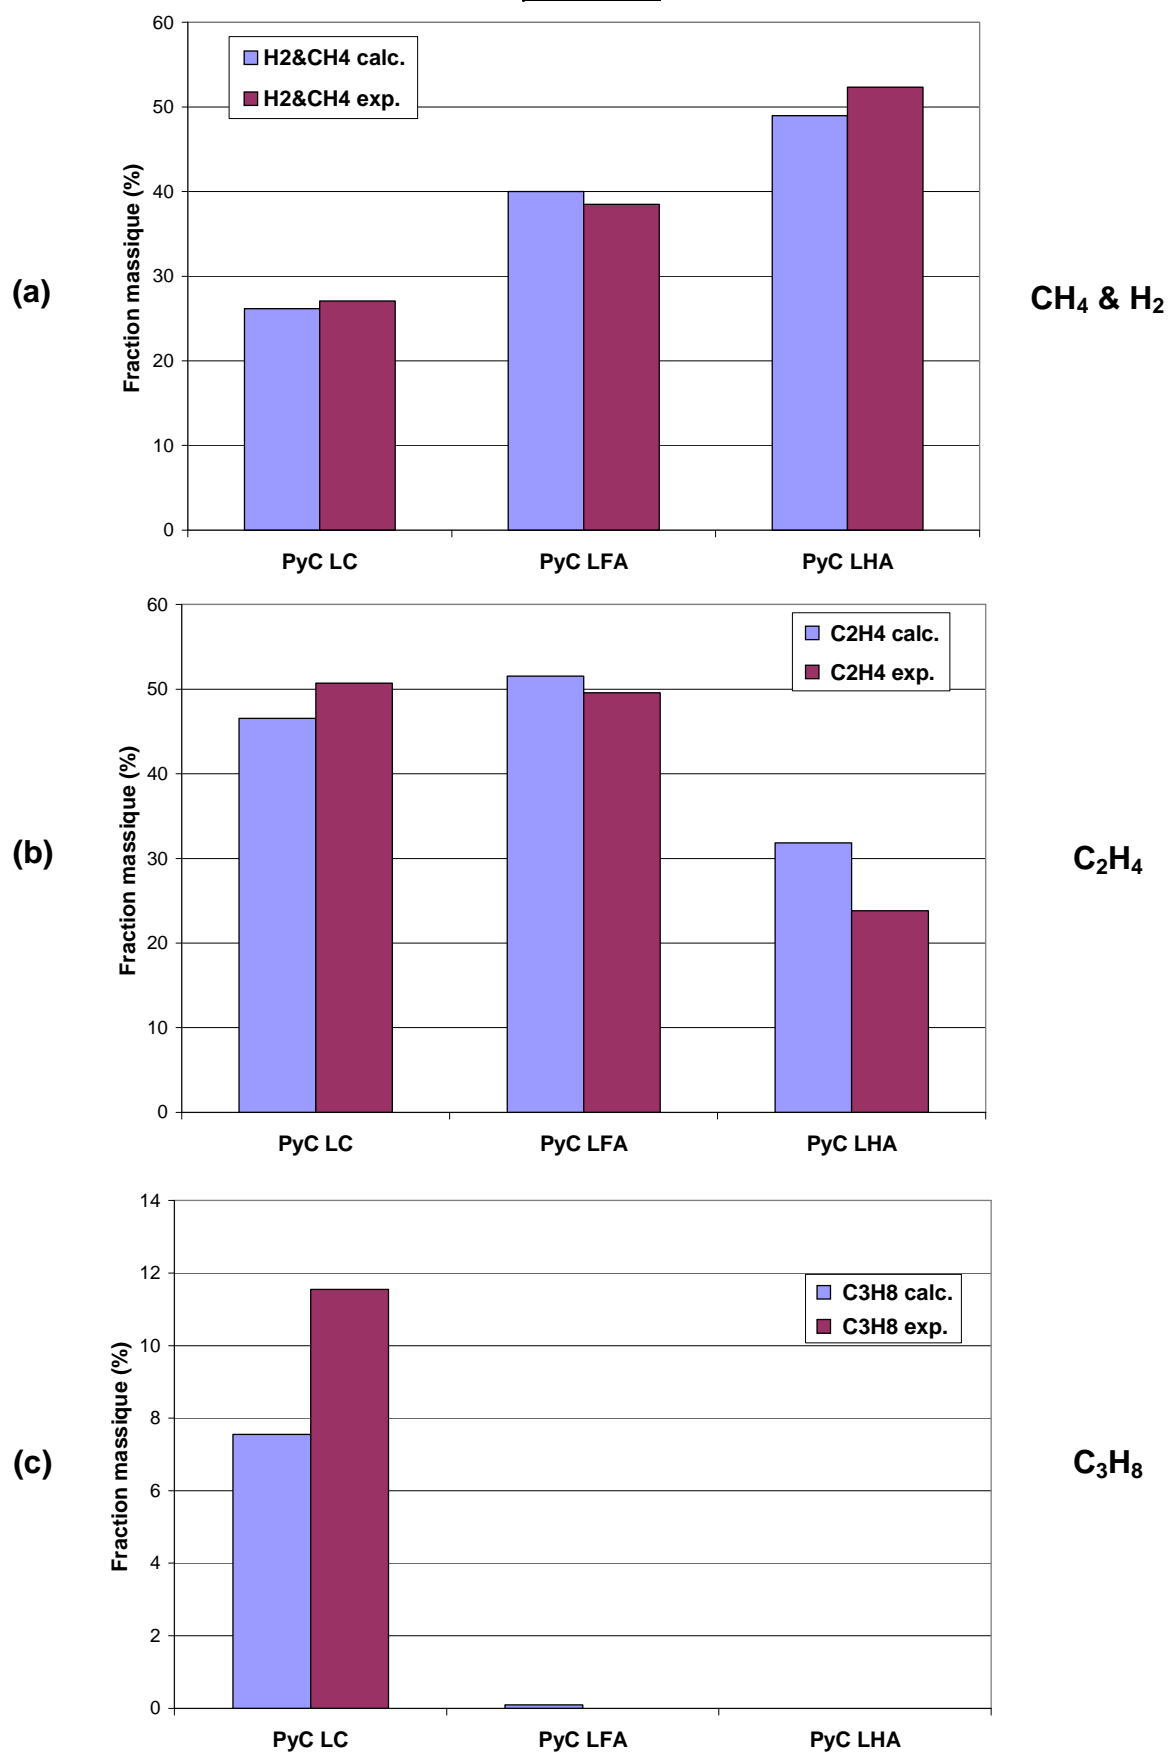 60
50
40
30
20
10
0
Fraction massique (%)
H2&CH4 calc.
H2&CH4 exp.
PyC LC PyC LFA PyC LHA
(a)
CH₄ & H₂
60
50
40
30
20
10
0
Fraction massique (%)
C2H4 calc.
C2H4 exp.
PyC LC PyC LFA PyC LHA
(b)
C₂H₄
14
12
10
8
6
4
2
0
Fraction massique (%)
C3H8 calc.
C3H8 exp.
PyC LC PyC LFA PyC LHA
(c)
C₃H₈